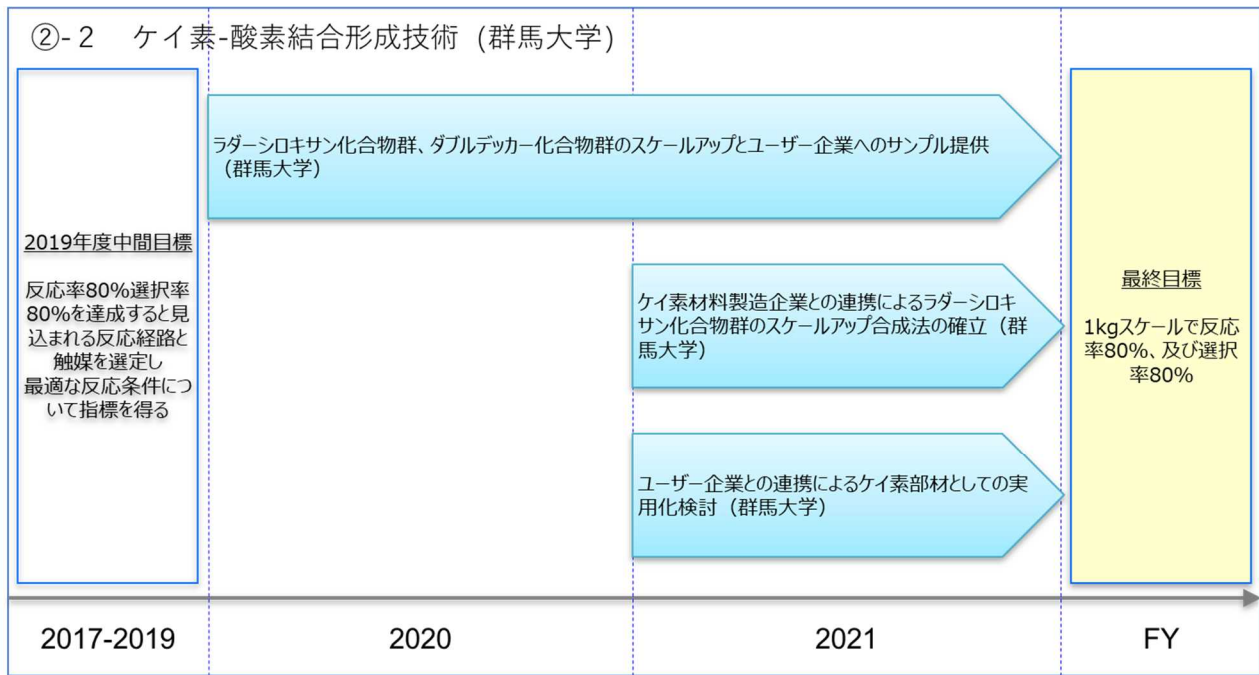 ②-２　ケイ素-酸素結合形成技術（群馬大学）
ラダーシロキサン化合物群、ダブルデッカー化合物群のスケールアップとユーザー企業へのサンプル提供
（群馬大学）
2019年度中間目標
反応率80%選択率
80%を達成すると見
込まれる反応経路と
触媒を選定し
最適な反応条件につ
いて指標を得る
ケイ素材料製造企業との連携によるラダーシロキ
サン化合物群のスケールアップ合成法の確立（群
馬大学）
ユーザー企業との連携によるケイ素部材としての実
用化検討（群馬大学）
最終目標
1kgスケールで反応
率80%、及び選択
率80%
2017-2019
2020
2021
FY